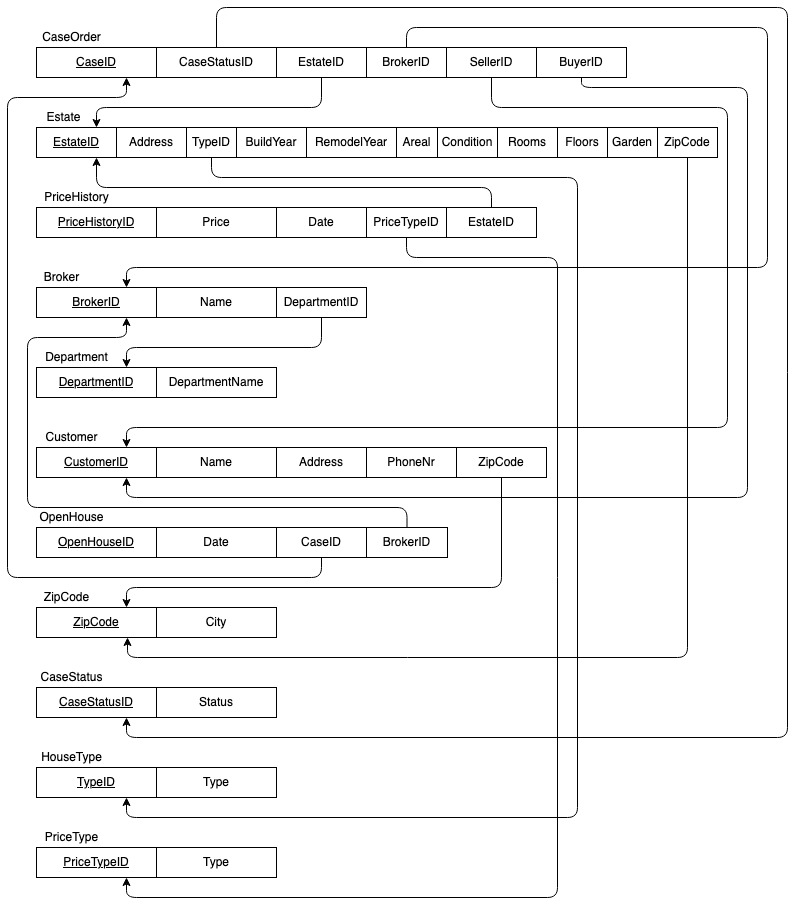 CaseOrder
CaseID CaseStatusID EstateID BrokerID SellerID BuyerID
Estate
EstateID Address TypeID BuildYear RemodelYear Areal Condition Rooms Floors Garden ZipCode
PriceHistory
PriceHistoryID Price Date PriceTypeID EstateID
Broker
BrokerID Name DepartmentID
Department
DepartmentID DepartmentName
Customer
CustomerID Name Address PhoneNr ZipCode
OpenHouse
OpenHouseID Date CaseID BrokerID
ZipCode
ZipCode City
CaseStatus
CaseStatusID Status
HouseType
TypeID Type
PriceType
PriceTypeID Type